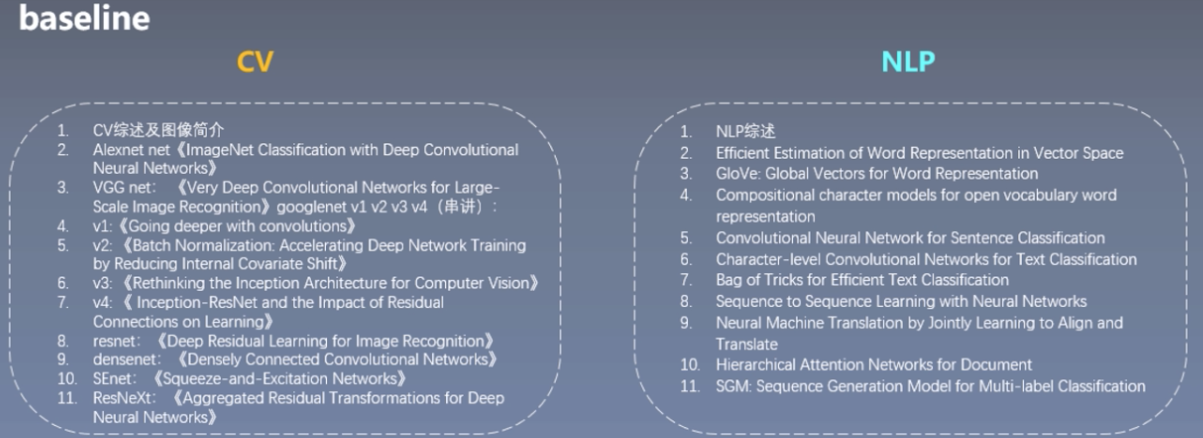 baseline
CV
1. CV综述及图像简介
2. Alexnet net《ImageNet Classification with Deep Convolutional
Neural Networks》
3. VGG net: 《Very Deep Convolutional Networks for Large-
Scale Image Recognition》googlenet v1 v2 v3 v4（串讲）:
4. v1:《Going deeper with convolutions》
5. v2: 《Batch Normalization: Accelerating Deep Network Training
by Reducing Internal Covariate Shift》
6. v3: 《Rethinking the Inception Architecture for Computer Vision》
7. v4: 《 Inception-ResNet and the Impact of Residual
Connections on Learning》
8. resnet: 《Deep Residual Learning for Image Recognition》
9. densenet: 《Densely Connected Convolutional Networks》
10. SEnet: 《Squeeze-and-Excitation Networks》
11. ResNeXt: 《Aggregated Residual Transformations for Deep
Neural Networks》
NLP
1. NLP综述
2. Efficient Estimation of Word Representation in Vector Space
3. GloVe: Global Vectors for Word Representation
4. Compositional character models for open vocabulary word
representation
5. Convolutional Neural Network for Sentence Classification
6. Character-level Convolutional Networks for Text Classification
7. Bag of Tricks for Efficient Text Classification
8. Sequence to Sequence Learning with Neural Networks
9. Neural Machine Translation by Jointly Learning to Align and
Translate
10. Hierarchical Attention Networks for Document
11. SGM: Sequence Generation Model for Multi-label Classification